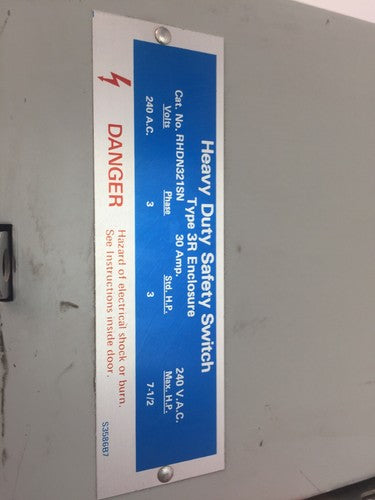 Heavy Duty Safety Switch
Type 3R Enclosure
Cat. No. RHDN321SN 30 Amp. 240 V.A.C.
Volts Phase Std. H.P. Max. H.P.
240 A.C. 3 3 7-1/2
DANGER Hazard of electrical shock or burn.
See Instructions inside door.
S3586B7